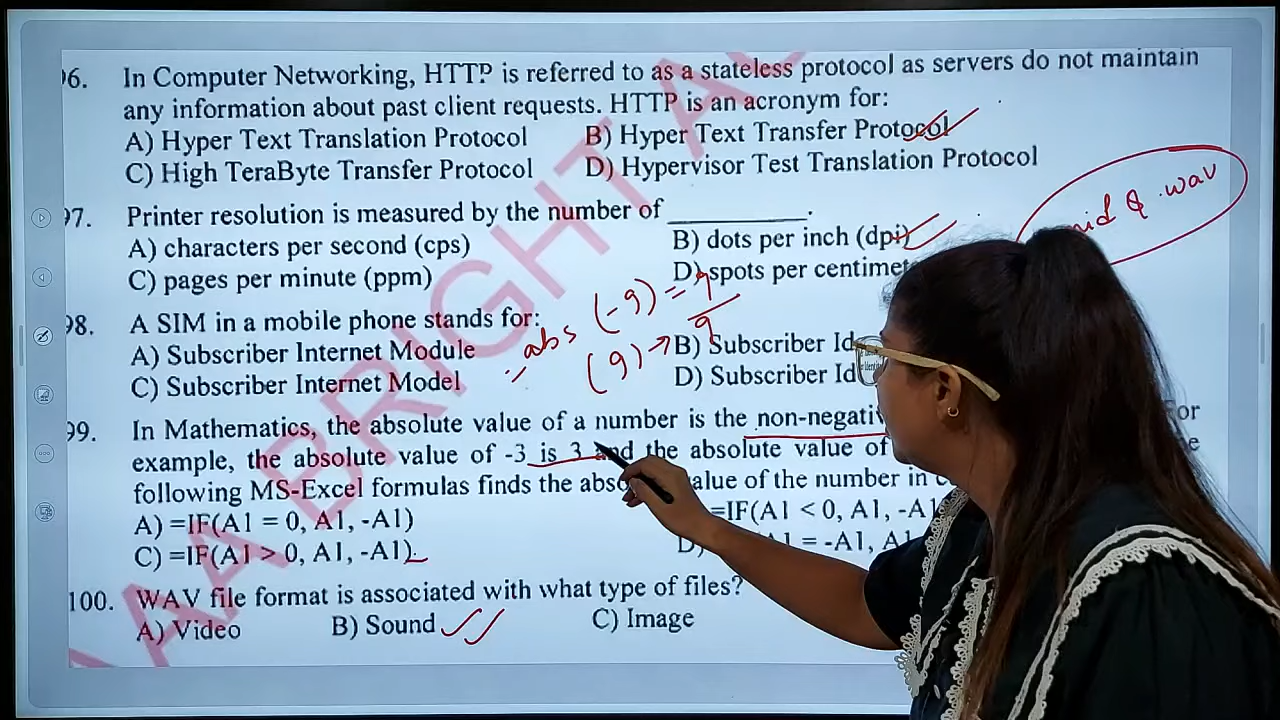 96. In Computer Networking, HTTP is referred to as a stateless protocol as servers do not maintain
any information about past client requests. HTTP is an acronym for:
A) Hyper Text Translation Protocol B) Hyper Text Transfer Protocol
C) High TeraByte Transfer Protocol D) Hypervisor Test Translation Protocol
97. Printer resolution is measured by the number of ____________.
A) characters per second (cps) B) dots per inch (dpi)
C) pages per minute (ppm) D) spots per
& .wav
98. A SIM in a mobile phone stands for:
A) Subscriber Internet Module B) Subscriber
C) Subscriber Internet Model D) Subscriber
abs (-9) = 9
(9) → 9
99. In Mathematics, the absolute value of a number is the
example, the absolute value of -3 is 3 and the absolute value of
following MS-Excel formulas finds the value of the number in
A) =IF(A1 = 0, A1, -A1) =IF(A1 < 0, A1,
C) =IF(A1 > 0, A1, -A1). D) = -A1,
100. WAV file format is associated with what type of files?
A) Video B) Sound C) Image
BRIGHT